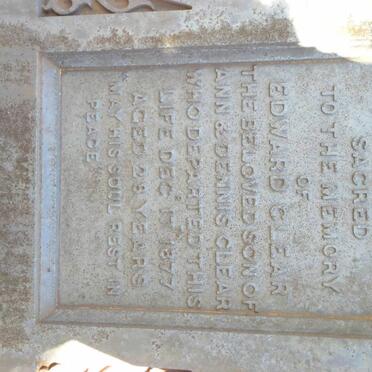 SACRED
TO THE MEMORY
OF
EDWARD CLEAR
THE BELOVED SON OF
ANN & DENNIS CLEAR
WHO DEPARTED THIS
LIFE DEC 1877
AGED 28 YEARS
"MAY HIS SOUL REST IN
PEACE"